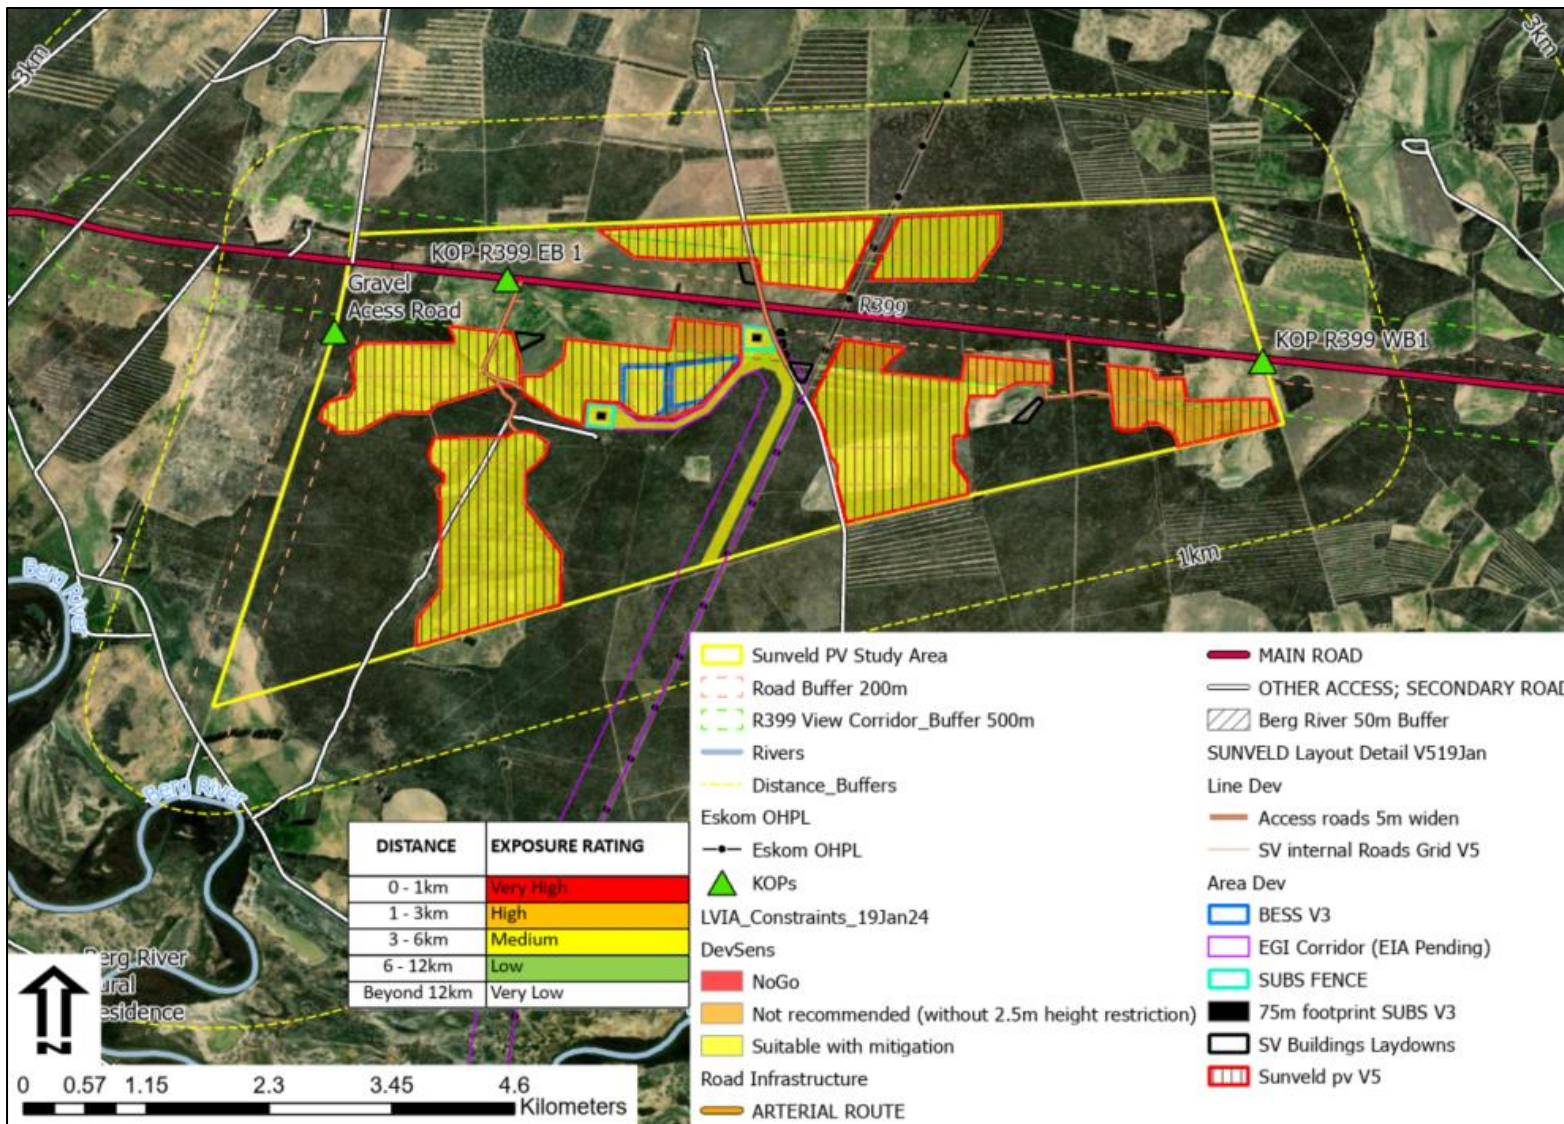 3km
3km
KOP R399 EB 1
Gravel
Acess Road
R399
KOP R399 WB1
1km
Berg River
Berg River
Berg River
ural
esidence
DISTANCE EXPOSURE RATING
0 - 1km Very High
1 - 3km High
3 - 6km Medium
6 - 12km Low
Beyond 12km Very Low
N
0 0.57 1.15 2.3 3.45 4.6
Kilometers
Sunveld PV Study Area
Road Buffer 200m
R399 View Corridor_Buffer 500m
Rivers
Distance_Buffers
Eskom OHPL
Eskom OHPL
KOPs
LVIA_Constraints_19Jan24
DevSens
NoGo
Not recommended (without 2.5m height restriction)
Suitable with mitigation
Road Infrastructure
ARTERIAL ROUTE
MAIN ROAD
OTHER ACCESS; SECONDARY ROAD
Berg River 50m Buffer
SUNVELD Layout Detail V519Jan
Line Dev
Access roads 5m widen
SV internal Roads Grid V5
Area Dev
BESS V3
EGI Corridor (EIA Pending)
SUBS FENCE
75m footprint SUBS V3
SV Buildings Laydowns
Sunveld pv V5